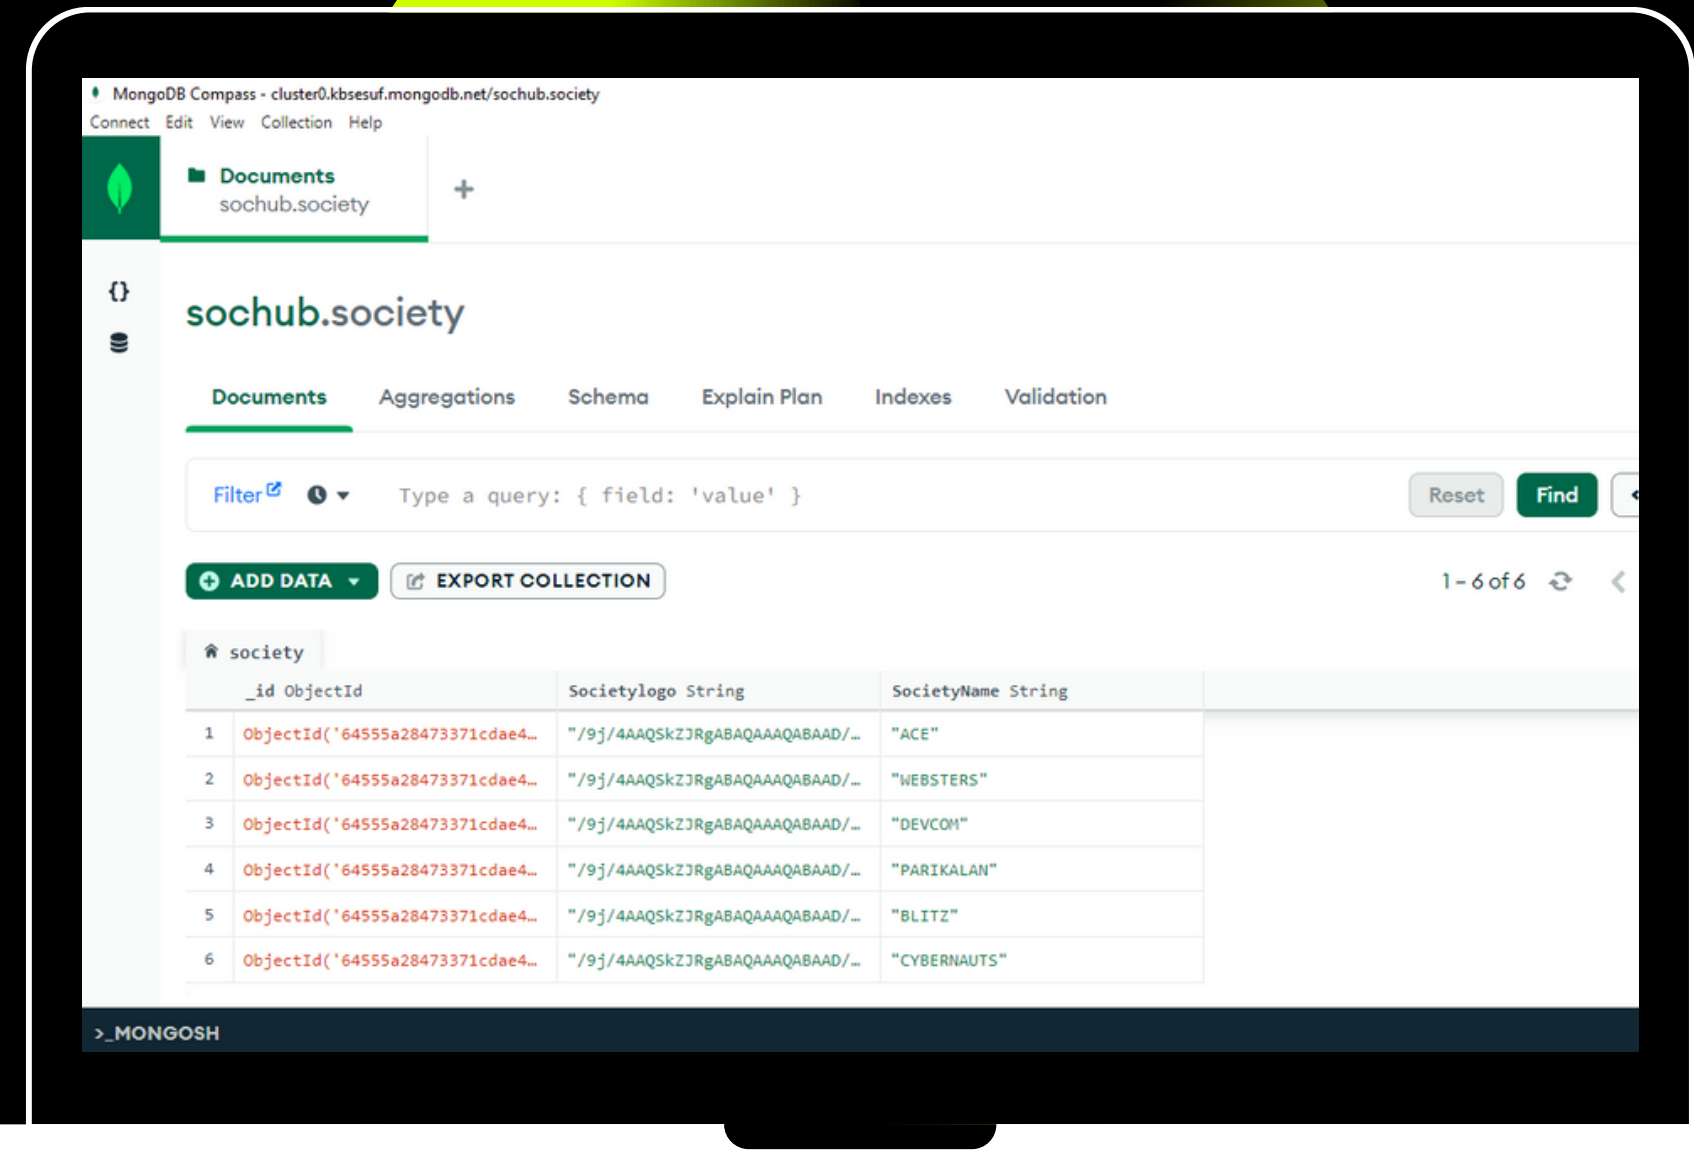 MongoDB Compass - cluster0.kbsesuf.mongodb.net/sochub.society
Connect Edit View Collection Help
Documents
sochub.society
+
{}
sochub.society
Documents Aggregations Schema Explain Plan Indexes Validation
Filter Type a query: { field: 'value' } Reset Find
ADD DATA EXPORT COLLECTION 1 – 6 of 6
society
_id ObjectId Societylogo String SocietyName String
1 ObjectId('64555a28473371cdae4… "/9j/4AAQSkZJRgABAQAAAQABAAD/… "ACE"
2 ObjectId('64555a28473371cdae4… "/9j/4AAQSkZJRgABAQAAAQABAAD/… "WEBSTERS"
3 ObjectId('64555a28473371cdae4… "/9j/4AAQSkZJRgABAQAAAQABAAD/… "DEVCOM"
4 ObjectId('64555a28473371cdae4… "/9j/4AAQSkZJRgABAQAAAQABAAD/… "PARIKALAN"
5 ObjectId('64555a28473371cdae4… "/9j/4AAQSkZJRgABAQAAAQABAAD/… "BLITZ"
6 ObjectId('64555a28473371cdae4… "/9j/4AAQSkZJRgABAQAAAQABAAD/… "CYBERNAUTS"
>_MONGOSH